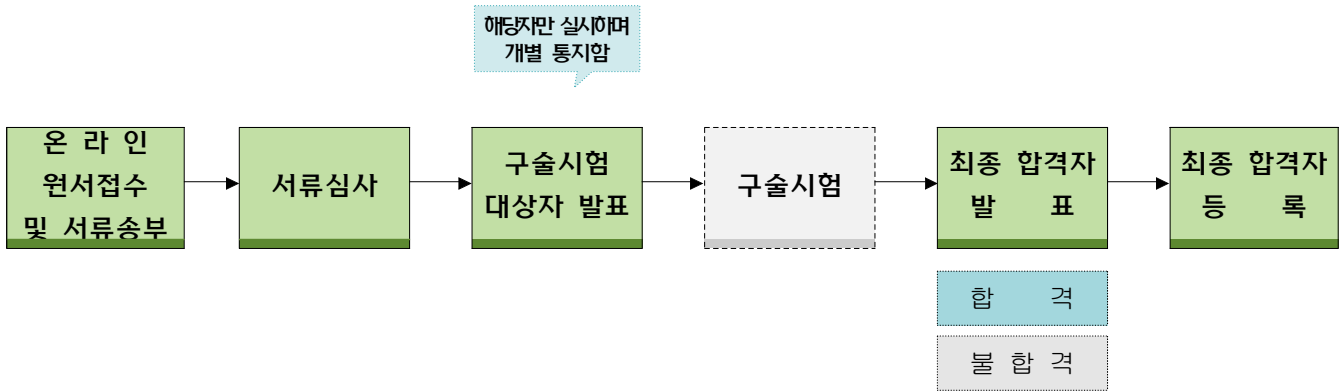 해당자만 실시하며
개별 통지함
온 라 인
원서접수
및 서류송부
서류심사
구술시험
대상자 발표
구술시험
최종 합격자
발 표
최종 합격자
등 록
합 격
불 합 격